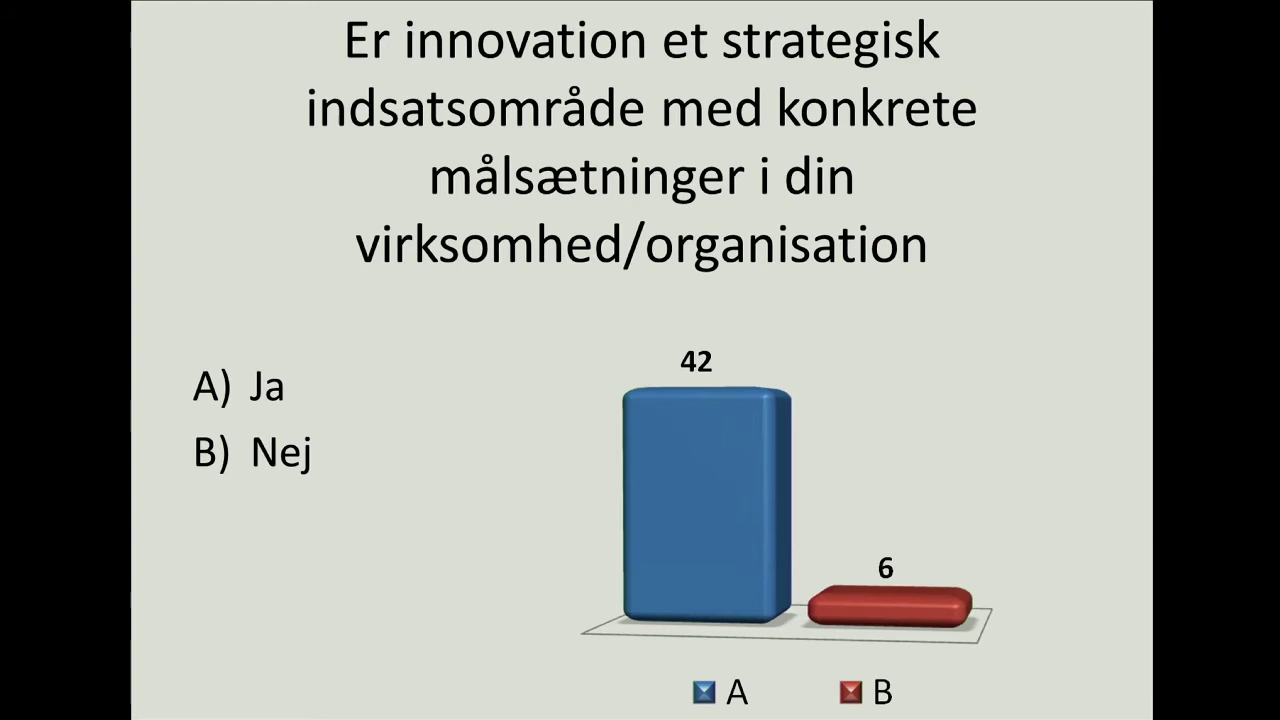 Er innovation et strategisk
indsatsområde med konkrete
målsætninger i din
virksomhed/organisation
A) Ja
B) Nej
42
6
A
B